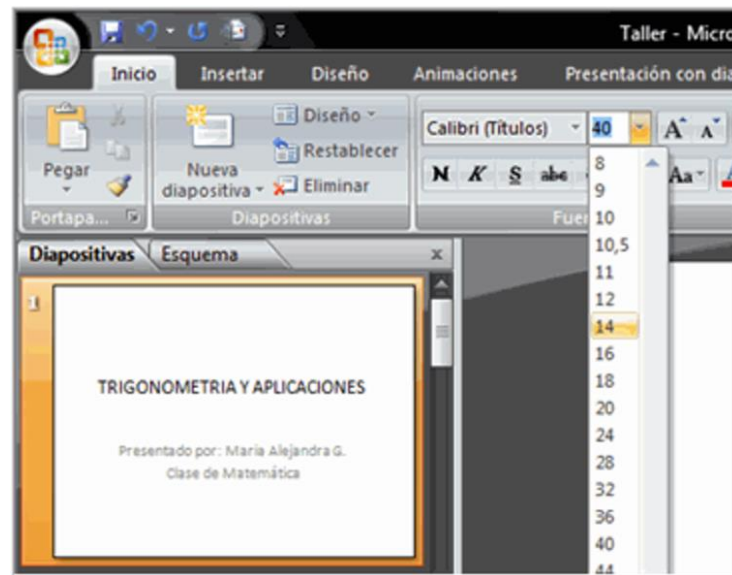 Taller - Micro
Inicio Insertar Diseño Animaciones Presentación con dia
Pegar
Nueva diapositiva
Diseño
Restablecer
Eliminar
Portapa... Diapositivas
Calibri (Títulos) 40 A A
N K S abc Aa A
Fuen
8
9
10
10,5
11
12
14
16
18
20
24
28
32
36
40
44
Diapositivas Esquema x
1
TRIGONOMETRIA Y APLICACIONES
Presentado por: Maria Alejandra G.
Clase de Matemática